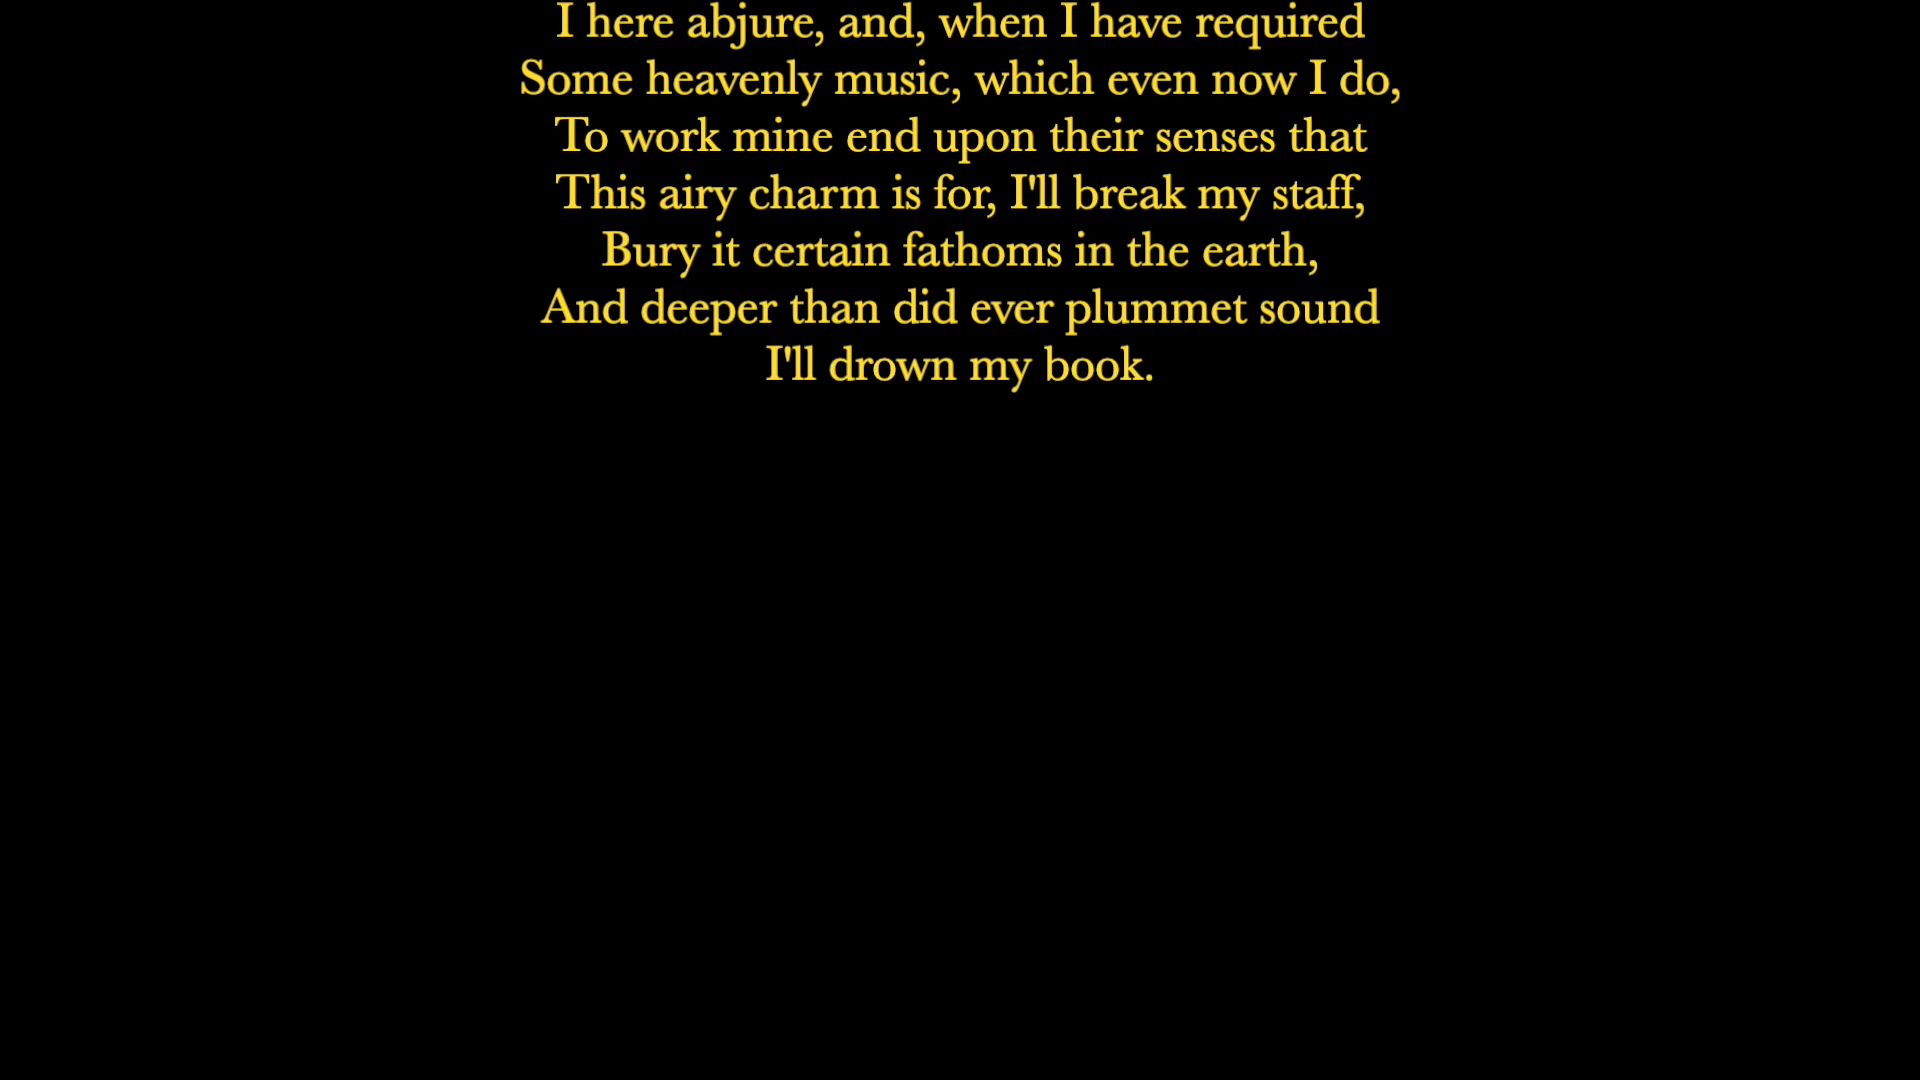 I here abjure, and, when I have required
Some heavenly music, which even now I do,
To work mine end upon their senses that
This airy charm is for, I'll break my staff,
Bury it certain fathoms in the earth,
And deeper than did ever plummet sound
I'll drown my book.